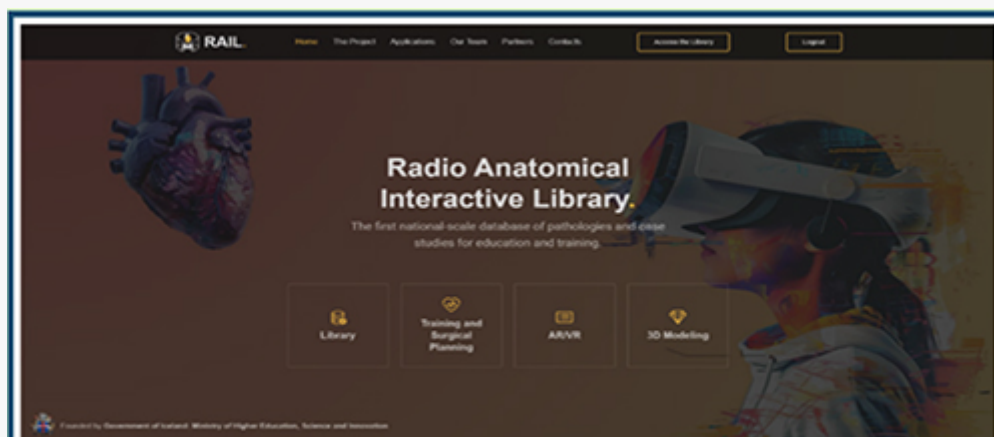 RAIL.
Home The Project Applications Our Team Partners Contacts Access the Library Logout
Radio Anatomical
Interactive Library.
The first national-scale database of pathologies and case
studies for education and training.
Library
Training and
Surgical
Planning
AR/VR
3D Modeling
Founded by Government of Iceland Ministry of Higher Education, Science and Innovation